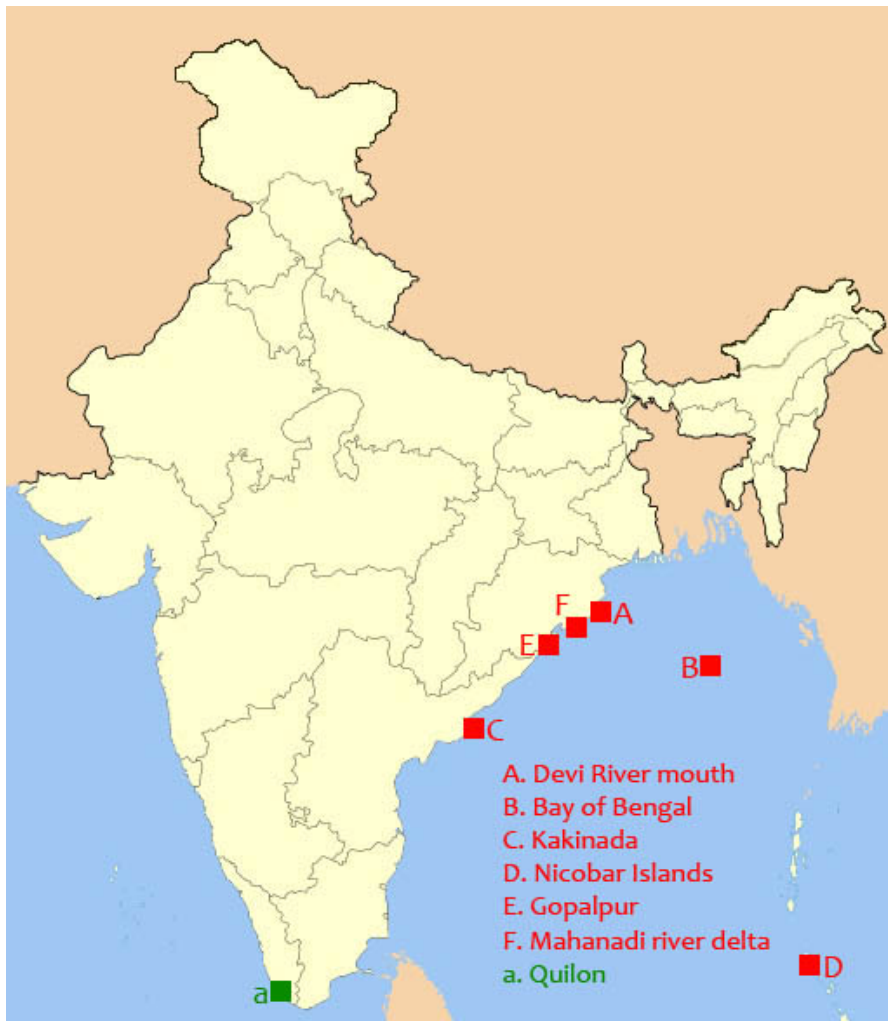 F
A
E
B
C
A. Devi River mouth
B. Bay of Bengal
C. Kakinada
D. Nicobar Islands
E. Gopalpur
F. Mahanadi river delta
a. Quilon
D
a